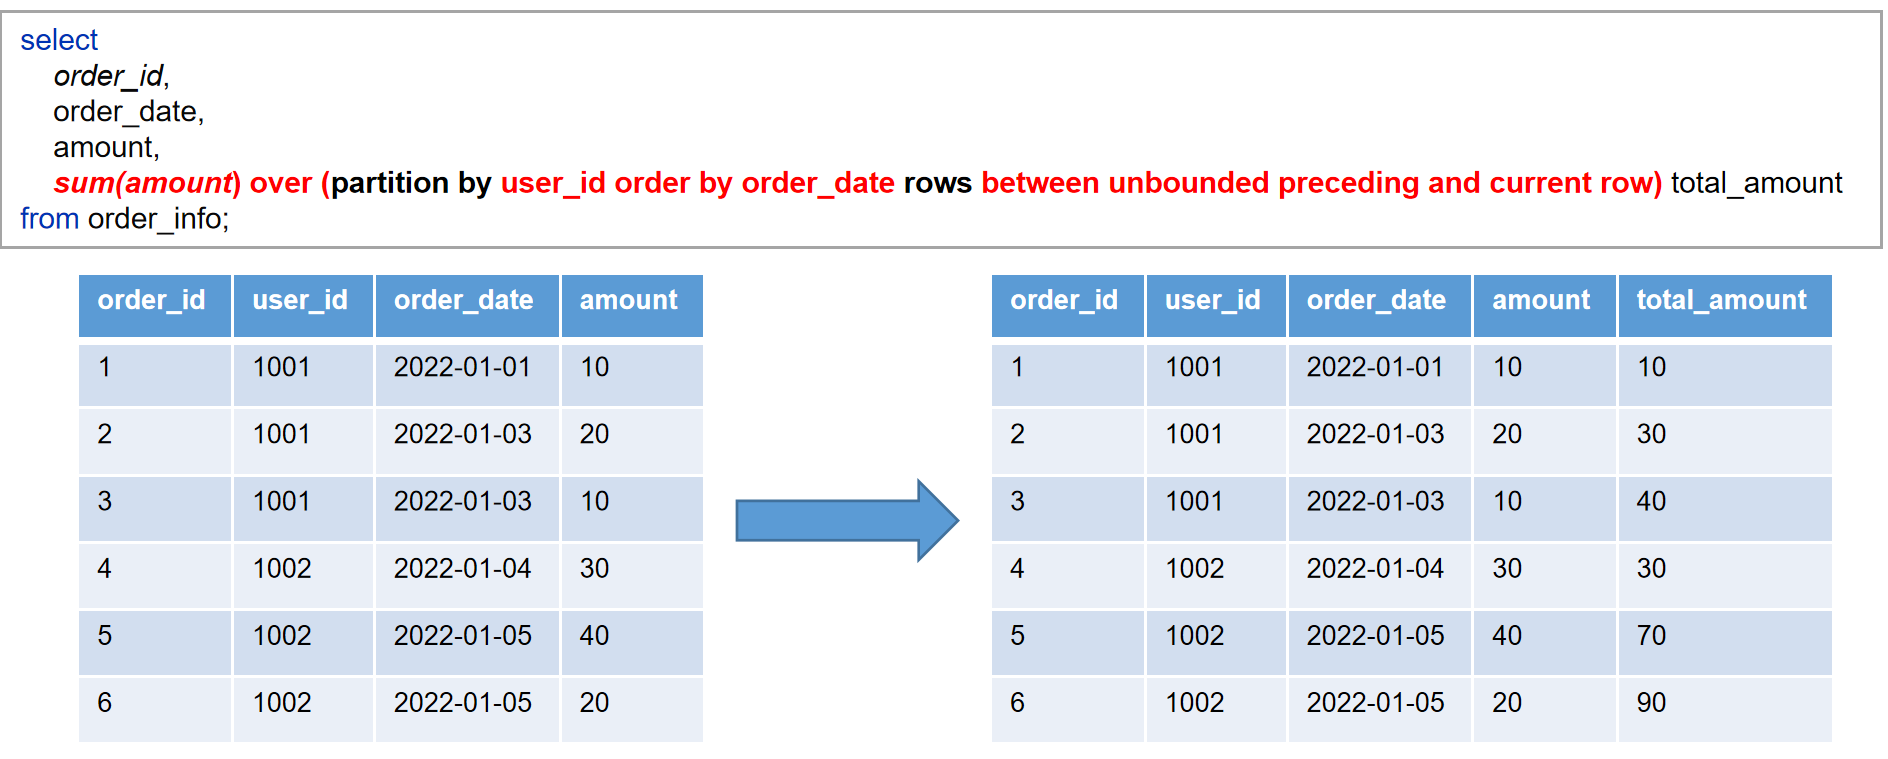 select
order_id,
order_date,
amount,
sum(amount) over (partition by user_id order by order_date rows between unbounded preceding and current row) total_amount
from order_info;
order_id user_id order_date amount
1 1001 2022-01-01 10
2 1001 2022-01-03 20
3 1001 2022-01-03 10
4 1002 2022-01-04 30
5 1002 2022-01-05 40
6 1002 2022-01-05 20
order_id user_id order_date amount total_amount
1 1001 2022-01-01 10 10
2 1001 2022-01-03 20 30
3 1001 2022-01-03 10 40
4 1002 2022-01-04 30 30
5 1002 2022-01-05 40 70
6 1002 2022-01-05 20 90